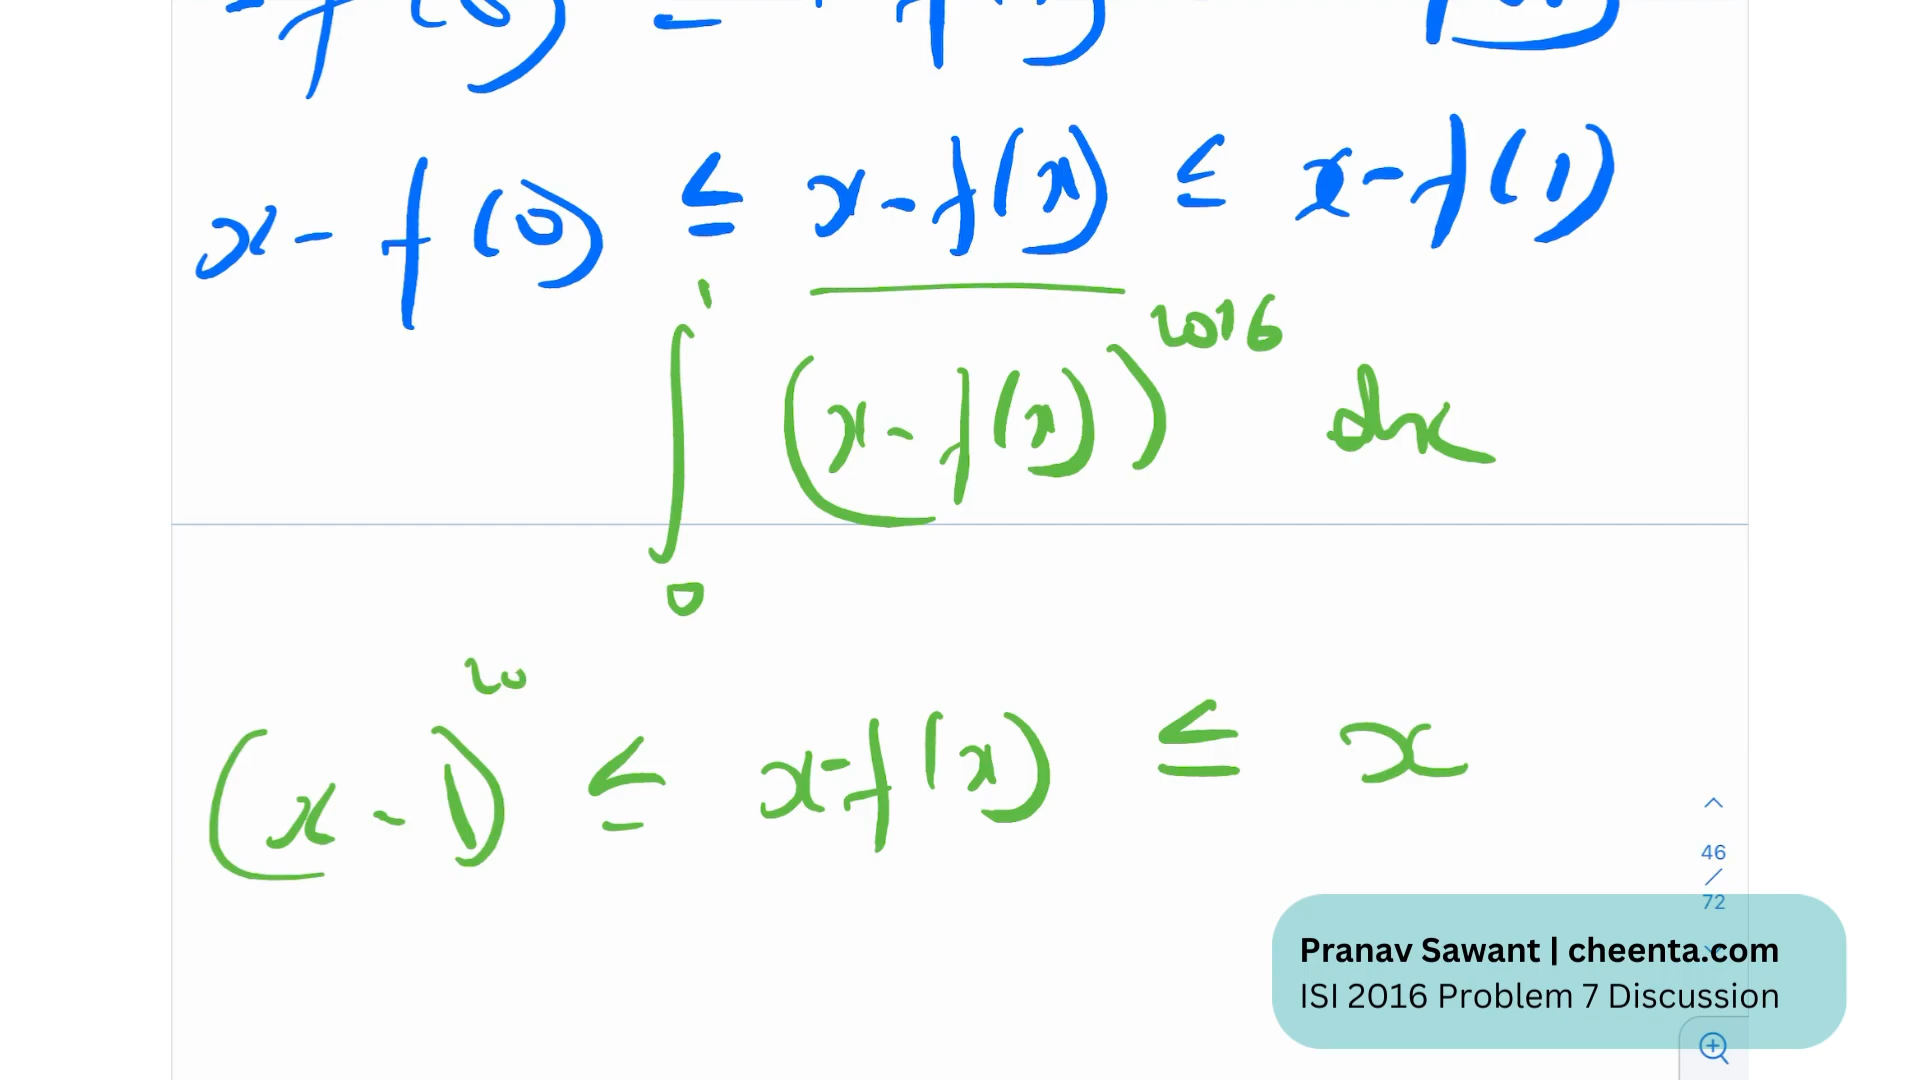 x - f(0) ≤ x - f(x) ≤ x - f(1)
∫₀¹ (x - f(x))²⁰¹⁶ dx
(x - 1)²⁰ ≤ x - f(x) ≤ x
46
/
72
Pranav Sawant | cheenta.com
ISI 2016 Problem 7 Discussion